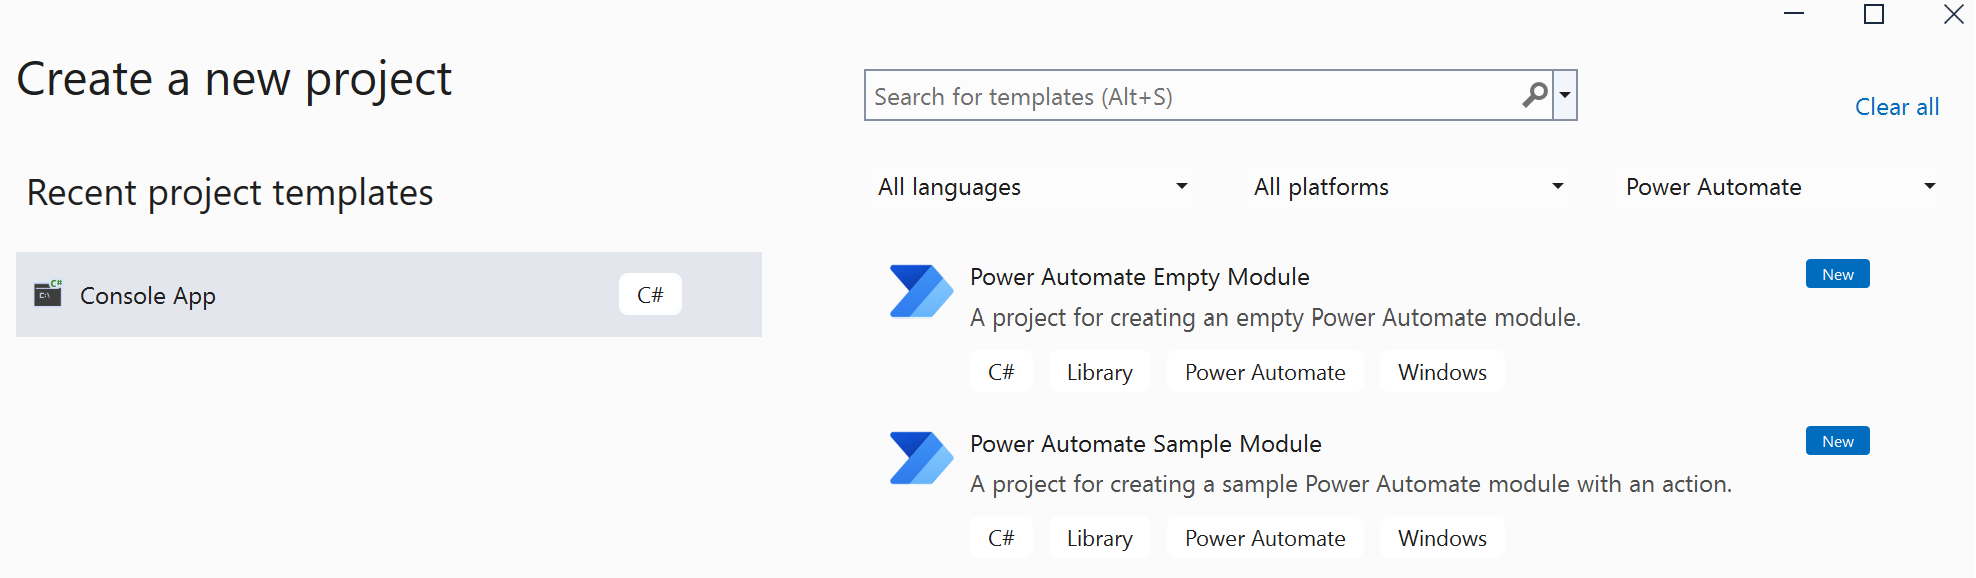 Create a new project
Search for templates (Alt+S)
Clear all
Recent project templates
All languages
All platforms
Power Automate
C:\
C#
Console App
C#
Power Automate Empty Module
New
A project for creating an empty Power Automate module.
C#
Library
Power Automate
Windows
Power Automate Sample Module
New
A project for creating a sample Power Automate module with an action.
C#
Library
Power Automate
Windows